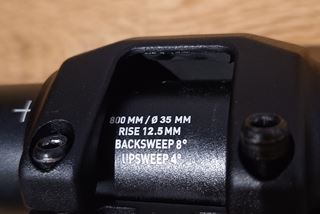 800 MM / Ø 35 MM
RISE 12.5 MM
BACKSWEEP 8°
UPSWEEP 4°